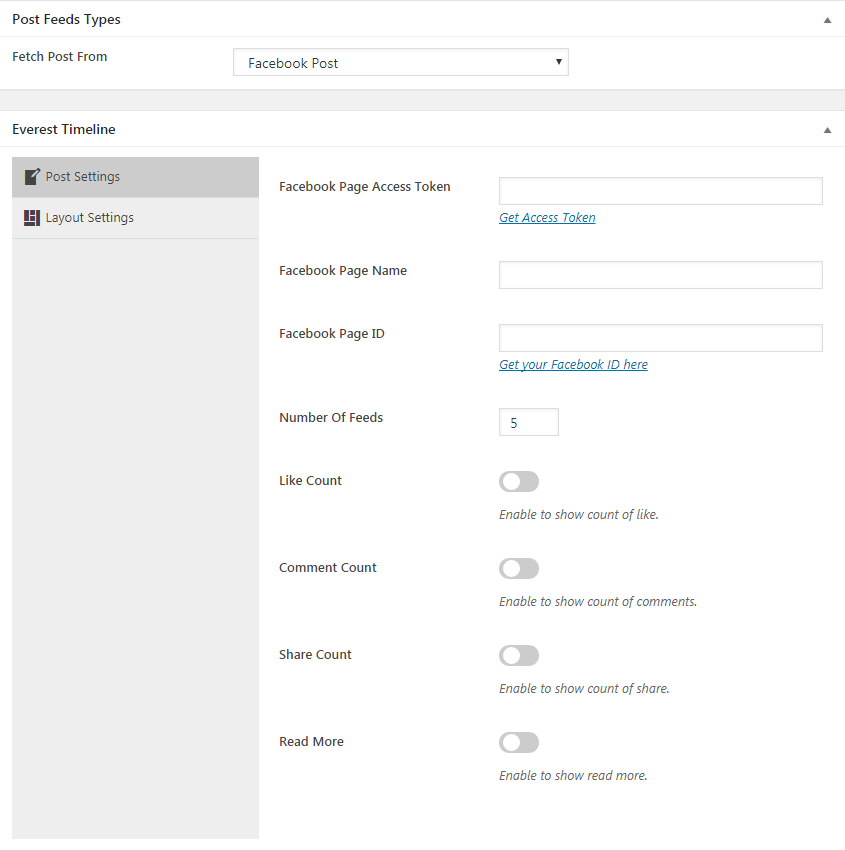 Post Feeds Types
Fetch Post From
Facebook Post
Everest Timeline
Post Settings
Layout Settings
Facebook Page Access Token
Get Access Token
Facebook Page Name
Facebook Page ID
Get your Facebook ID here
Number Of Feeds
5
Like Count
Enable to show count of like.
Comment Count
Enable to show count of comments.
Share Count
Enable to show count of share.
Read More
Enable to show read more.